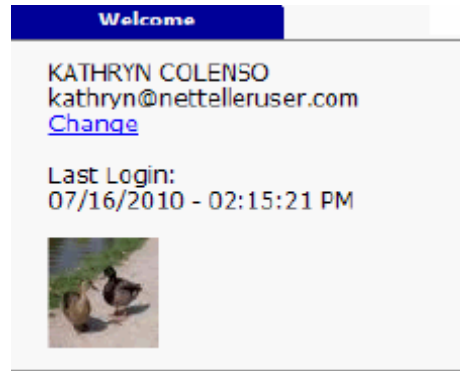 Welcome
KATHRYN COLENSO
kathryn@nettelleruser.com
Change
Last Login:
07/16/2010 - 02:15:21 PM